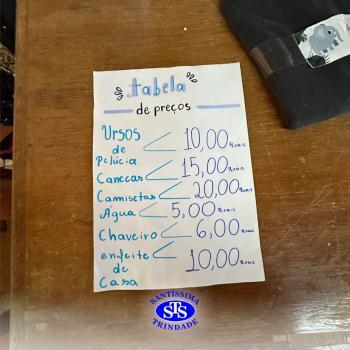 tabela
de preços
Ursos de Pelúcia 10,00 Reais
Canecas 15,00 Reais
Camisetas 20,00 Reais
Água 5,00 Reais
Chaveiro 6,00 Reais
enfeite de Casa 10,00 Reais
SANTÍSSIMA
STS
TRINDADE